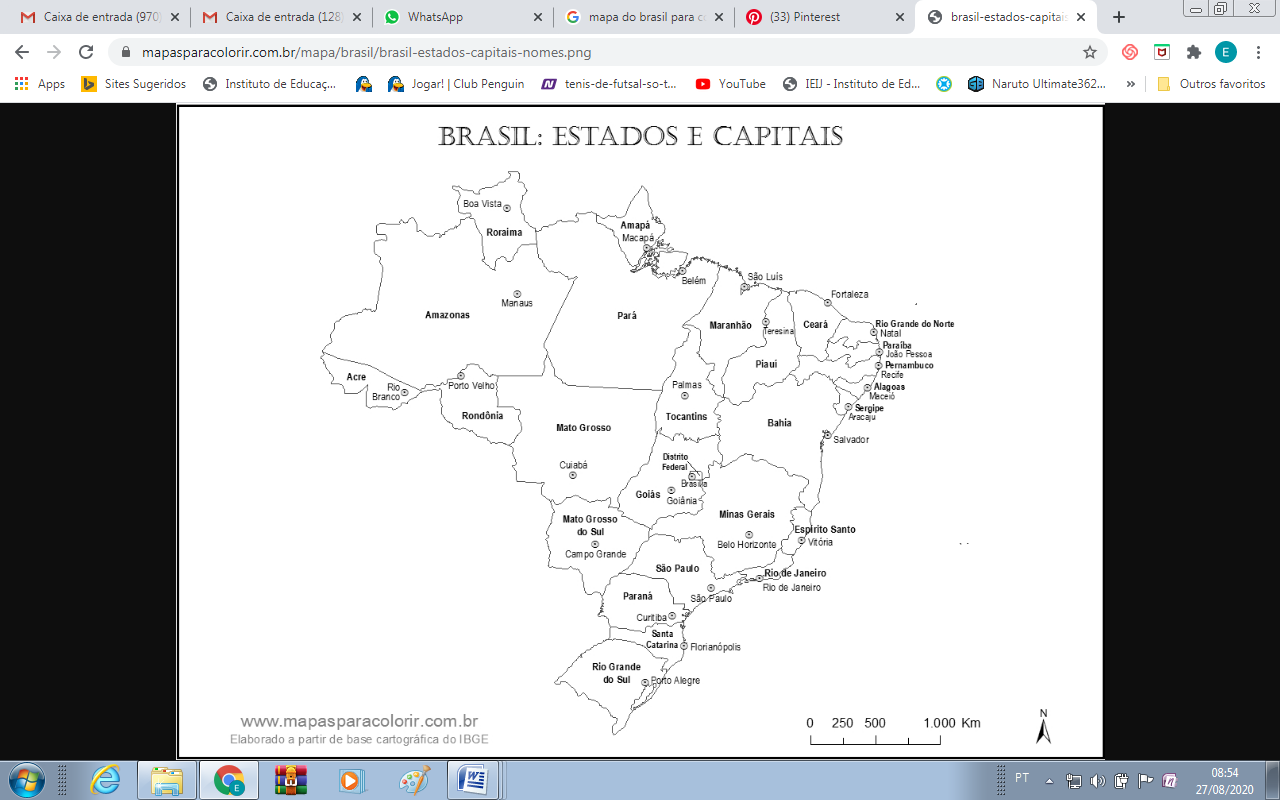 Caixa de entrada (970)
Caixa de entrada (128)
WhatsApp
mapa do brasil para c
(33) Pinterest
brasil-estados-capitais
mapasparacolorir.com.br/mapa/brasil/brasil-estados-capitais-nomes.png
E
Apps
Sites Sugeridos
Instituto de Educaç...
Jogar! | Club Penguin
tenis-de-futsal-so-t...
YouTube
IEIJ - Instituto de Ed...
Naruto Ultimate362...
»
Outros favoritos
BRASIL: ESTADOS E CAPITAIS
Boa Vista
Roraima
Amapá
Macapá
Belém
São Luís
Fortaleza
Manaus
Amazonas
Pará
Maranhão
Teresina
Ceará
Rio Grande do Norte
Natal
Paraíba
João Pessoa
Pernambuco
Recife
Piauí
Acre
Rio
Branco
Porto Velho
Rondônia
Palmas
Tocantins
Alagoas
Maceió
Sergipe
Aracaju
Bahia
Salvador
Mato Grosso
Cuiabá
Distrito
Federal
Brasília
Goiás
Goiânia
Minas Gerais
Belo Horizonte
Espírito Santo
Vitória
Mato Grosso
do Sul
Campo Grande
São Paulo
São Paulo
Rio de Janeiro
Rio de Janeiro
Paraná
Curitiba
Santa
Catarina
Florianópolis
Rio Grande
do Sul
Porto Alegre
www.mapasparacolorir.com.br
Elaborado a partir de base cartográfica do IBGE
0 250 500 1.000 Km
N
E
PT
08:54
27/08/2020